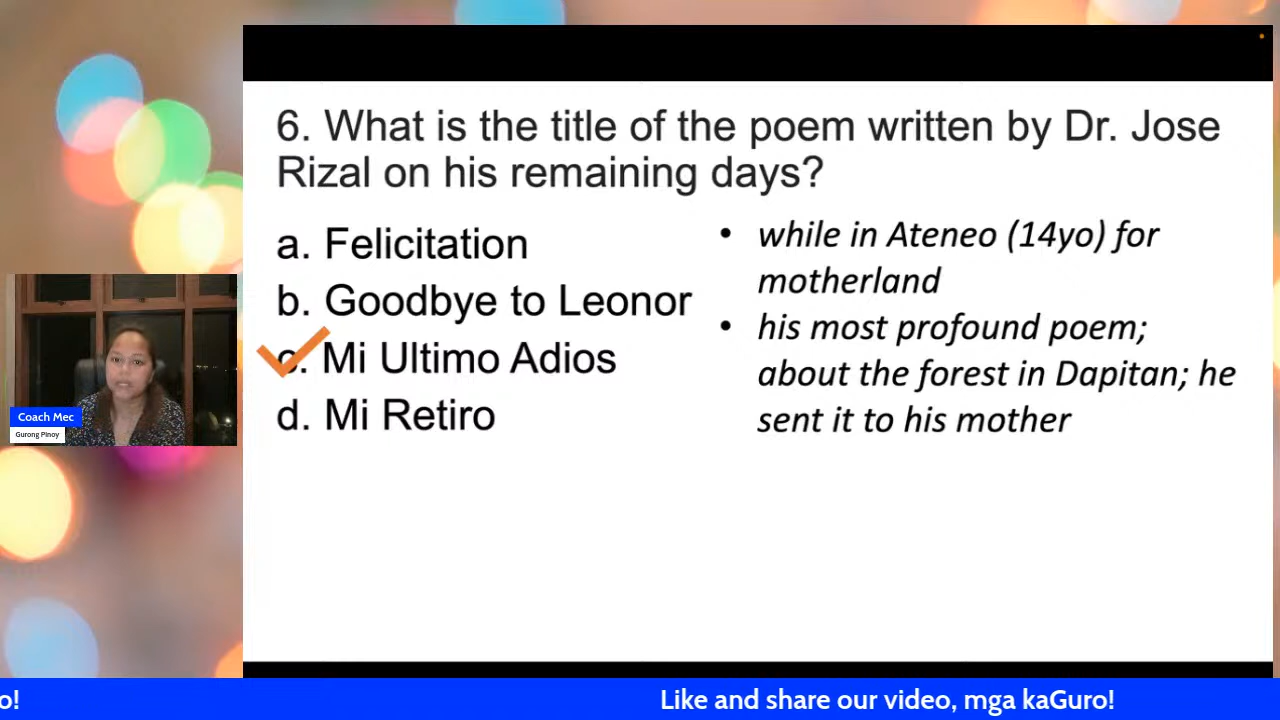 6. What is the title of the poem written by Dr. Jose
Rizal on his remaining days?
a. Felicitation
b. Goodbye to Leonor
c. Mi Ultimo Adios
d. Mi Retiro
• while in Ateneo (14yo) for
motherland
• his most profound poem;
about the forest in Dapitan; he
sent it to his mother
Coach Mec
Gurong Pinoy
o!
Like and share our video, mga kaGuro!